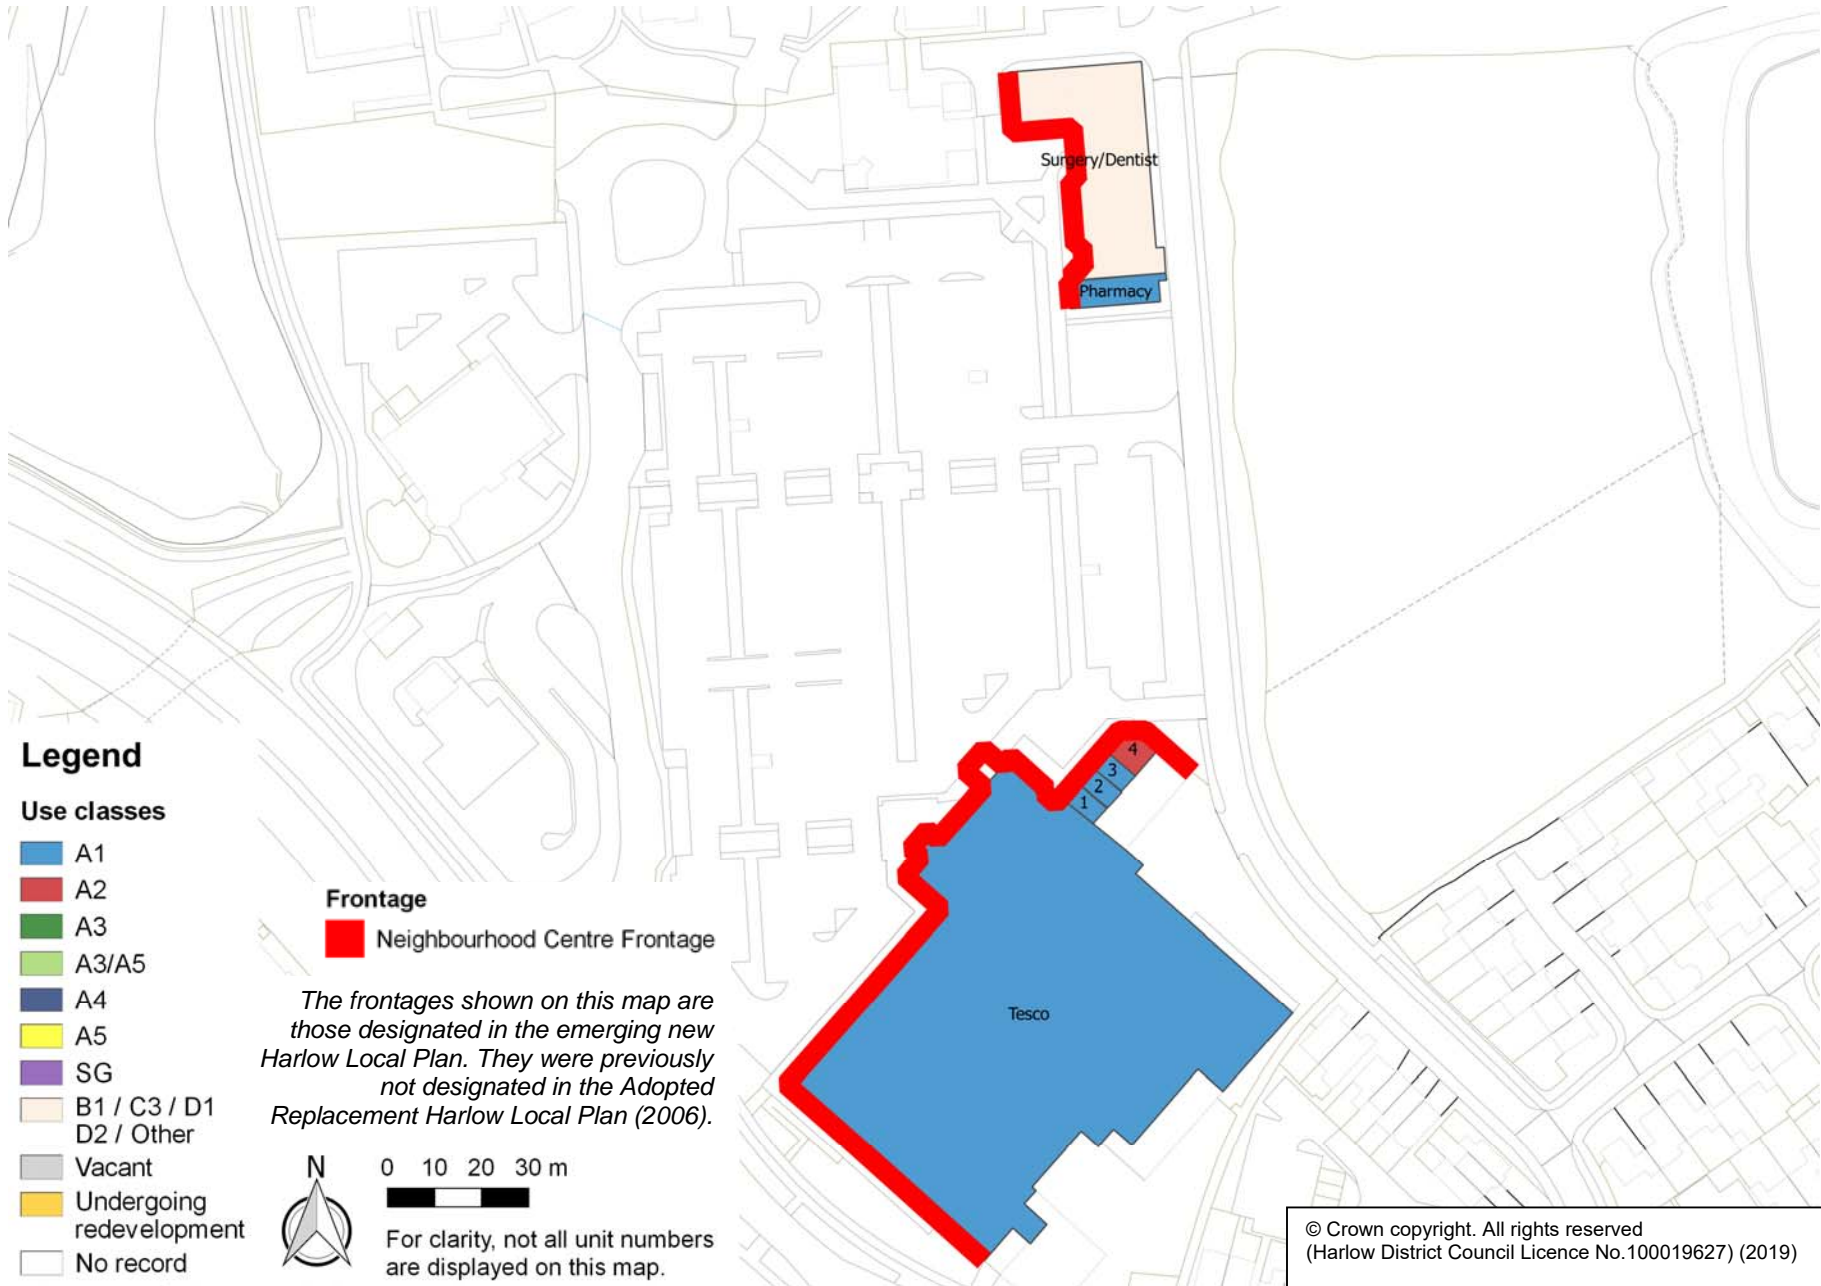 Surgery/Dentist
Pharmacy
4
3
2
1
Tesco
Legend
Use classes
A1
A2
A3
A3/A5
A4
A5
SG
B1 / C3 / D1
D2 / Other
Vacant
Undergoing
redevelopment
No record
Frontage
Neighbourhood Centre Frontage
The frontages shown on this map are
those designated in the emerging new
Harlow Local Plan. They were previously
not designated in the Adopted
Replacement Harlow Local Plan (2006).
N
0 10 20 30 m
For clarity, not all unit numbers
are displayed on this map.
© Crown copyright. All rights reserved
(Harlow District Council Licence No.100019627) (2019)